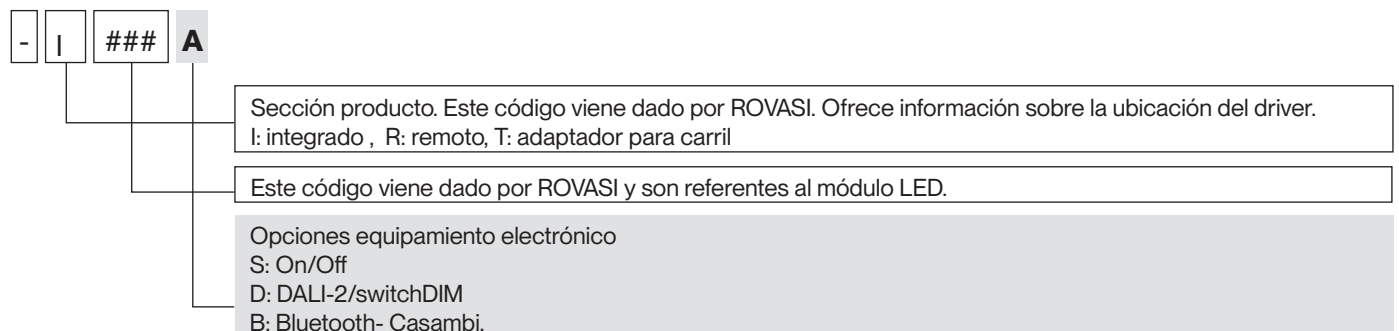 - I ### A
Sección producto. Este código viene dado por ROVASI. Ofrece información sobre la ubicación del driver.
I: integrado , R: remoto, T: adaptador para carril
Este código viene dado por ROVASI y son referentes al módulo LED.
Opciones equipamiento electrónico
S: On/Off
D: DALI-2/switchDIM
B: Bluetooth- Casambi.